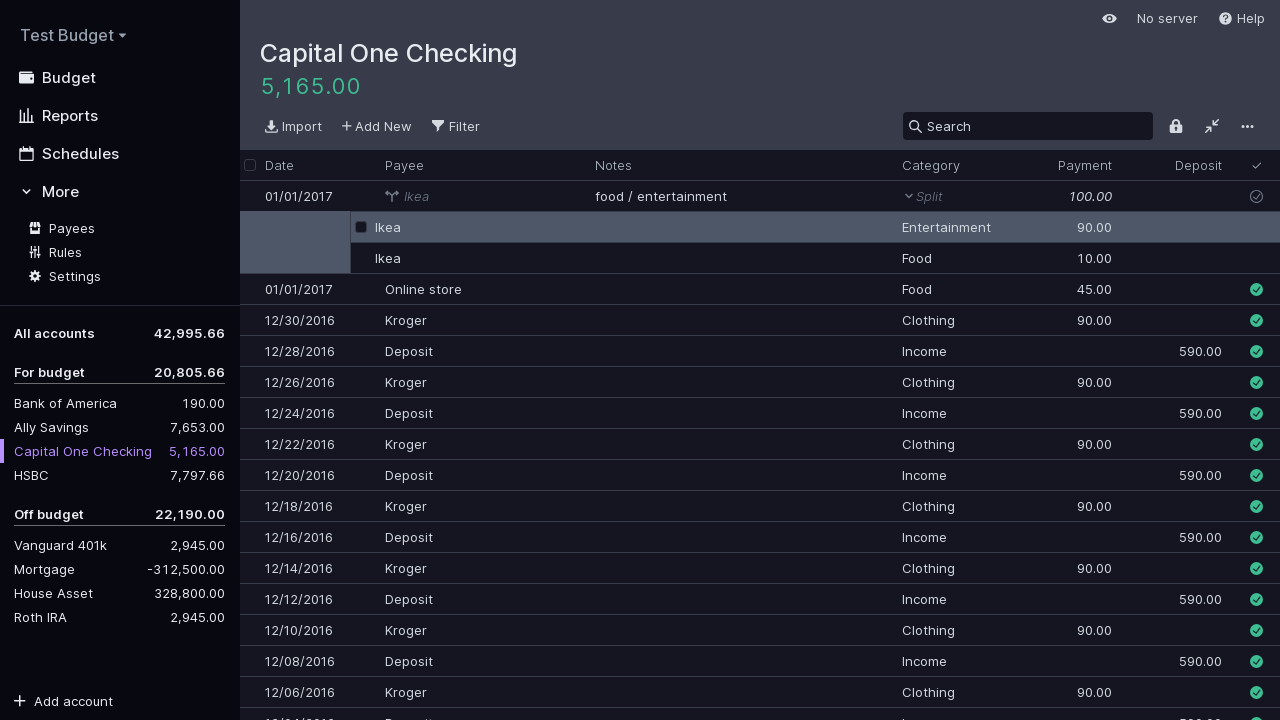 Test Budget
Budget
Reports
Schedules
More
Payees
Rules
Settings
All accounts 42,995.66
For budget 20,805.66
Bank of America 190.00
Ally Savings 7,653.00
Capital One Checking 5,165.00
HSBC 7,797.66
Off budget 22,190.00
Vanguard 401k 2,945.00
Mortgage -312,500.00
House Asset 328,800.00
Roth IRA 2,945.00
Add account
No server Help
Capital One Checking
5,165.00
Import Add New Filter Search
Date Payee Notes Category Payment Deposit
01/01/2017 Ikea food / entertainment Split 100.00
Ikea Entertainment 90.00
Ikea Food 10.00
01/01/2017 Online store Food 45.00
12/30/2016 Kroger Clothing 90.00
12/28/2016 Deposit Income 590.00
12/26/2016 Kroger Clothing 90.00
12/24/2016 Deposit Income 590.00
12/22/2016 Kroger Clothing 90.00
12/20/2016 Deposit Income 590.00
12/18/2016 Kroger Clothing 90.00
12/16/2016 Deposit Income 590.00
12/14/2016 Kroger Clothing 90.00
12/12/2016 Deposit Income 590.00
12/10/2016 Kroger Clothing 90.00
12/08/2016 Deposit Income 590.00
12/06/2016 Kroger Clothing 90.00